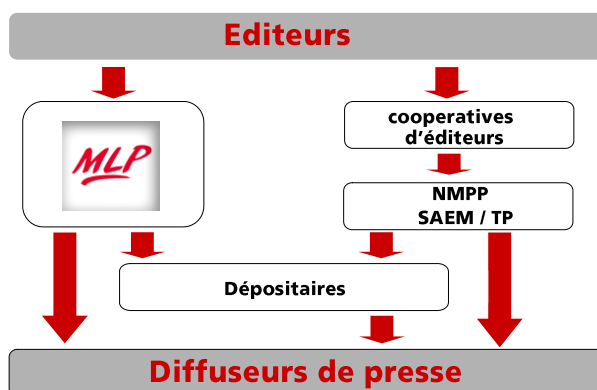 Editeurs
MLP
cooperatives
d'éditeurs
NMPP
SAEM / TP
Dépositaires
Diffuseurs de presse